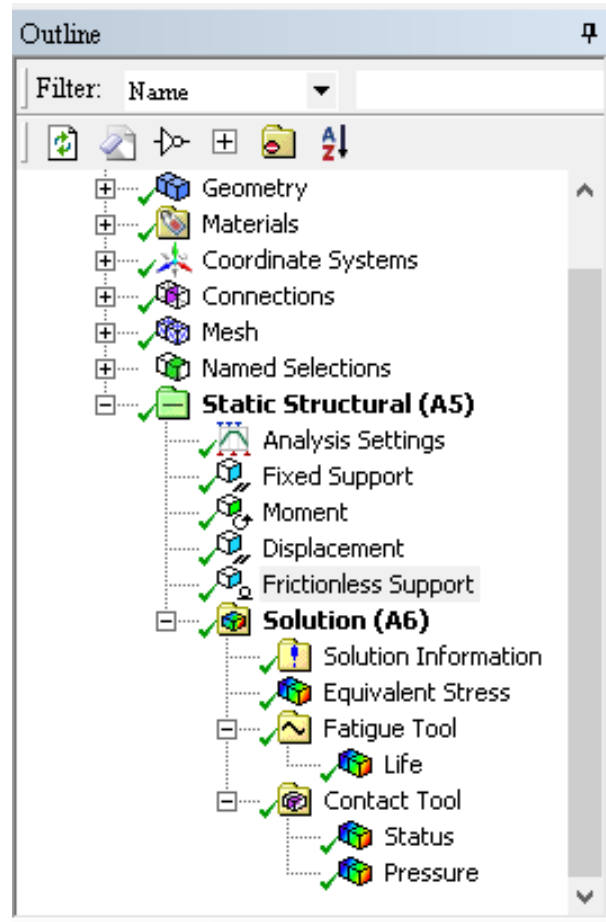 Outline
Filter: Name
Geometry
Materials
Coordinate Systems
Connections
Mesh
Named Selections
Static Structural (A5)
Analysis Settings
Fixed Support
Moment
Displacement
Frictionless Support
Solution (A6)
Solution Information
Equivalent Stress
Fatigue Tool
Life
Contact Tool
Status
Pressure